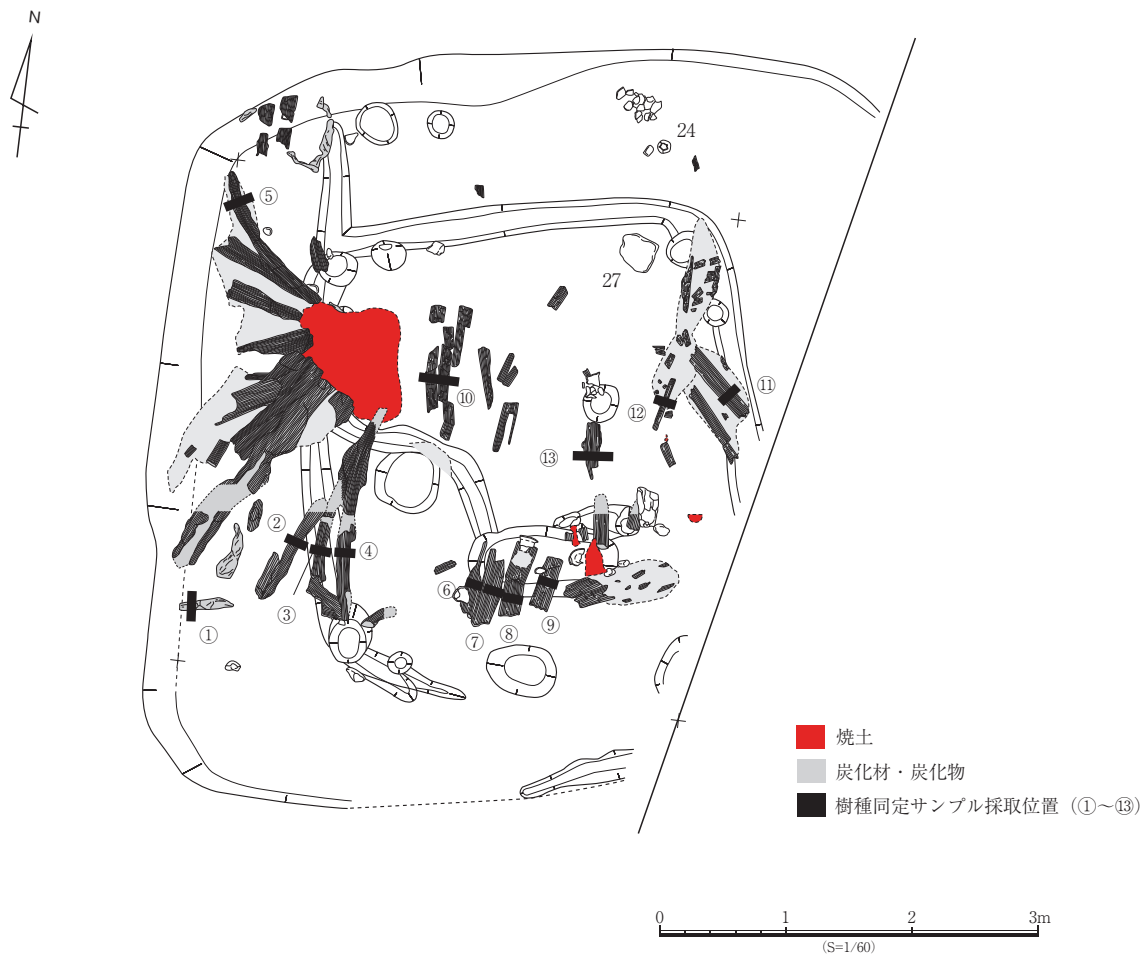 N
24
⑤
27
⑪
⑩
⑫
⑬
②
④
⑥
⑨
③
①
⑦
⑧
焼土
炭化材・炭化物
樹種同定サンプル採取位置（①～⑬）
0 1 2 3m
(S=1/60)